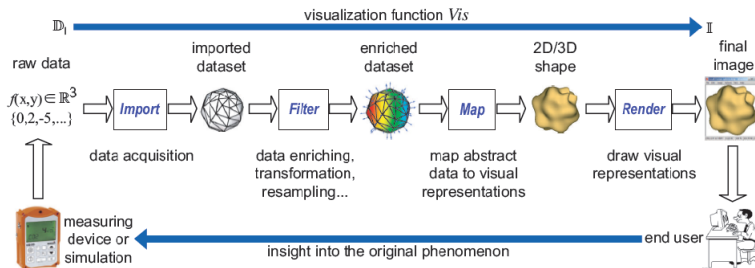 𝔻ᵢ
visualization function Vis
𝕀
raw data
imported
dataset
enriched
dataset
2D/3D
shape
final
image
f(x,y)∈ℝ³
{0,2,-5,...}
Import
Filter
Map
Render
data acquisition
data enriching,
transformation,
resampling...
map abstract
data to visual
representations
draw visual
representations
measuring
device or
simulation
insight into the original phenomenon
end user